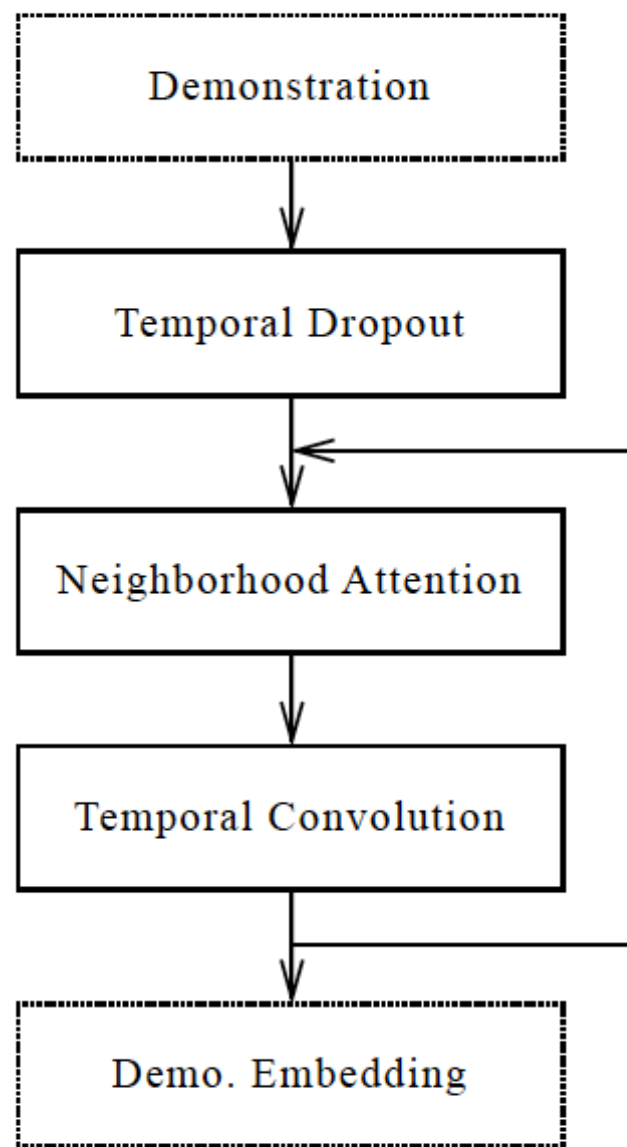 Demonstration
Temporal Dropout
Neighborhood Attention
Temporal Convolution
Demo. Embedding